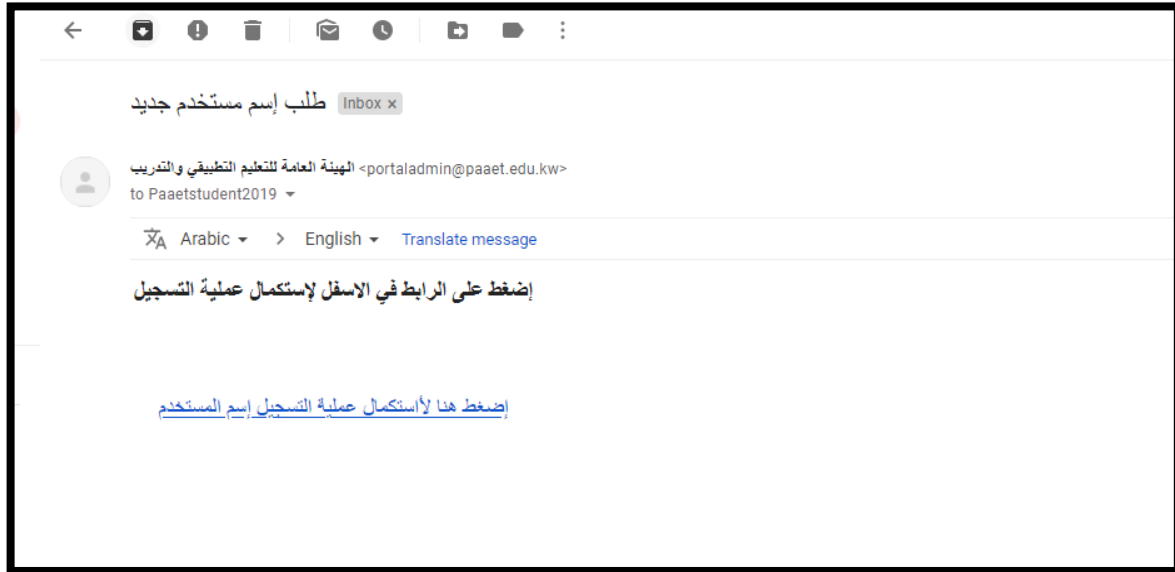 طلب إسم مستخدم جديد Inbox x
الهيئة العامة للتعليم التطبيقي والتدريب <portaladmin@paaet.edu.kw>
to Paaetstudent2019
Arabic > English Translate message
إضغط على الرابط في الاسفل لإستكمال عملية التسجيل
إضغط هنا لأاستكمال عملية التسجيل إسم المستخدم